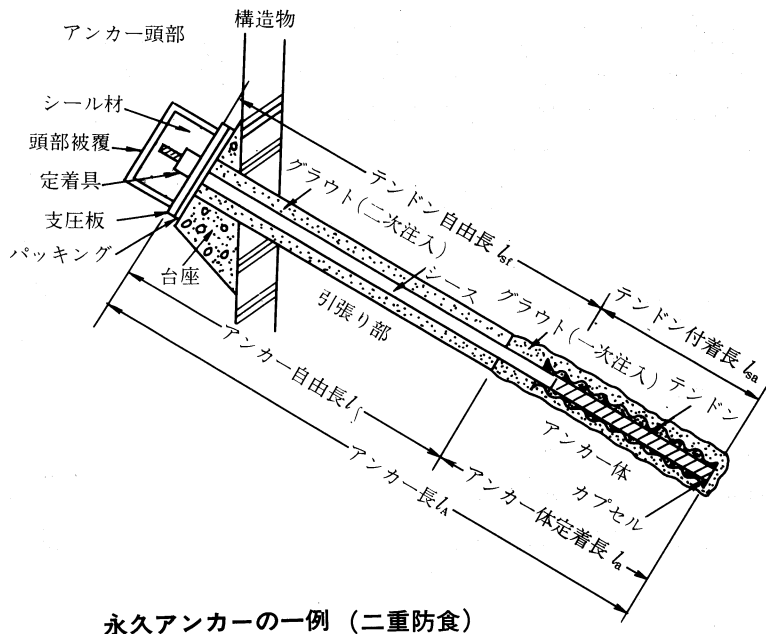 構造物
アンカー頭部
シール材
頭部被覆
定着具
支圧板
パッキング
台座
グラウト(二次注入)
テンドン自由長 lsf
シース
グラウト(一次注入)
テンドン付着長 lsa
テンドン
引張り部
アンカー体
カプセル
アンカー自由長 lf
アンカー体定着長 la
アンカー長 lA
永久アンカーの一例 (二重防食)